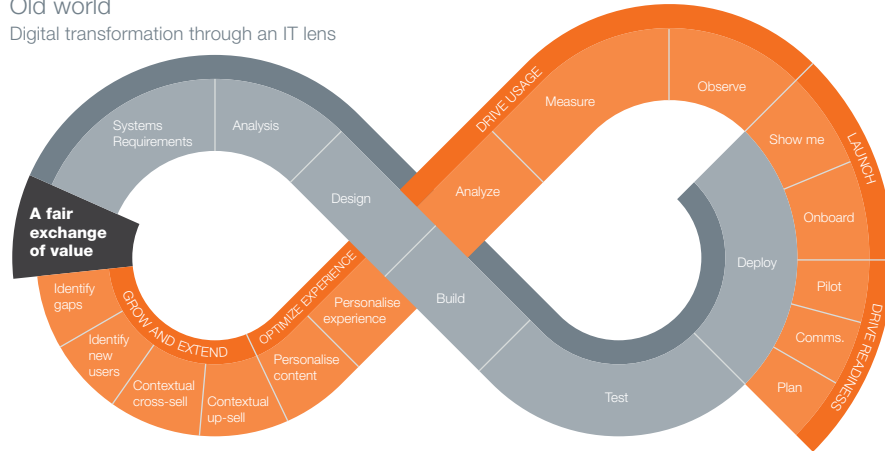 Old world
Digital transformation through an IT lens
Systems
Requirements
Analysis
Design
Build
Test
Deploy
DRIVE READINESS
Plan
Comms.
Pilot
LAUNCH
Onboard
Show me
DRIVE USAGE
Observe
Measure
Analyze
OPTIMIZE EXPERIENCE
Personalise
experience
Personalise
content
GROW AND EXTEND
Contextual
up-sell
Contextual
cross-sell
Identify
new
users
Identify
gaps
A fair
exchange
of value